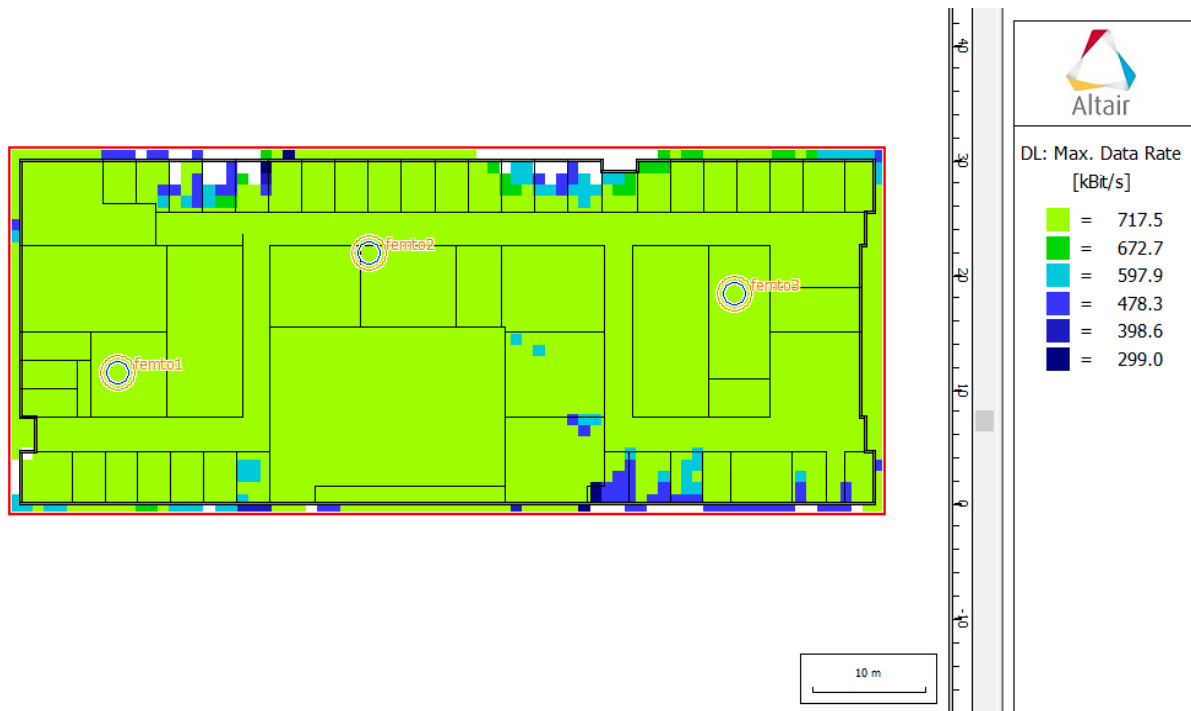 Altair
DL: Max. Data Rate
[kBit/s]
= 717.5
= 672.7
= 597.9
= 478.3
= 398.6
= 299.0
femto2
femto3
femto1
40
30
20
10
0
-10
10 m